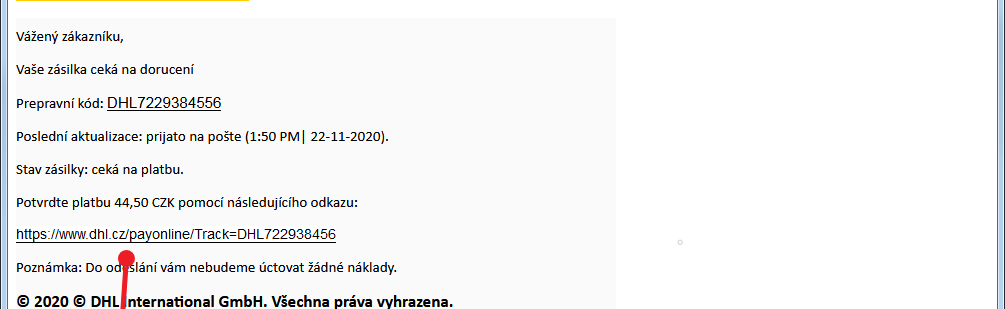 Vážený zákazníku,
Vaše zásilka ceká na dorucení
Prepravní kód: DHL7229384556
Poslední aktualizace: prijato na pošte (1:50 PM| 22-11-2020).
Stav zásilky: ceká na platbu.
Potvrdte platbu 44,50 CZK pomocí následujícího odkazu:
https://www.dhl.cz/payonline/Track=DHL722938456
Poznámka: Do odeslání vám nebudeme úctovat žádné náklady.
© 2020 © DHL International GmbH. Všechna práva vyhrazena.